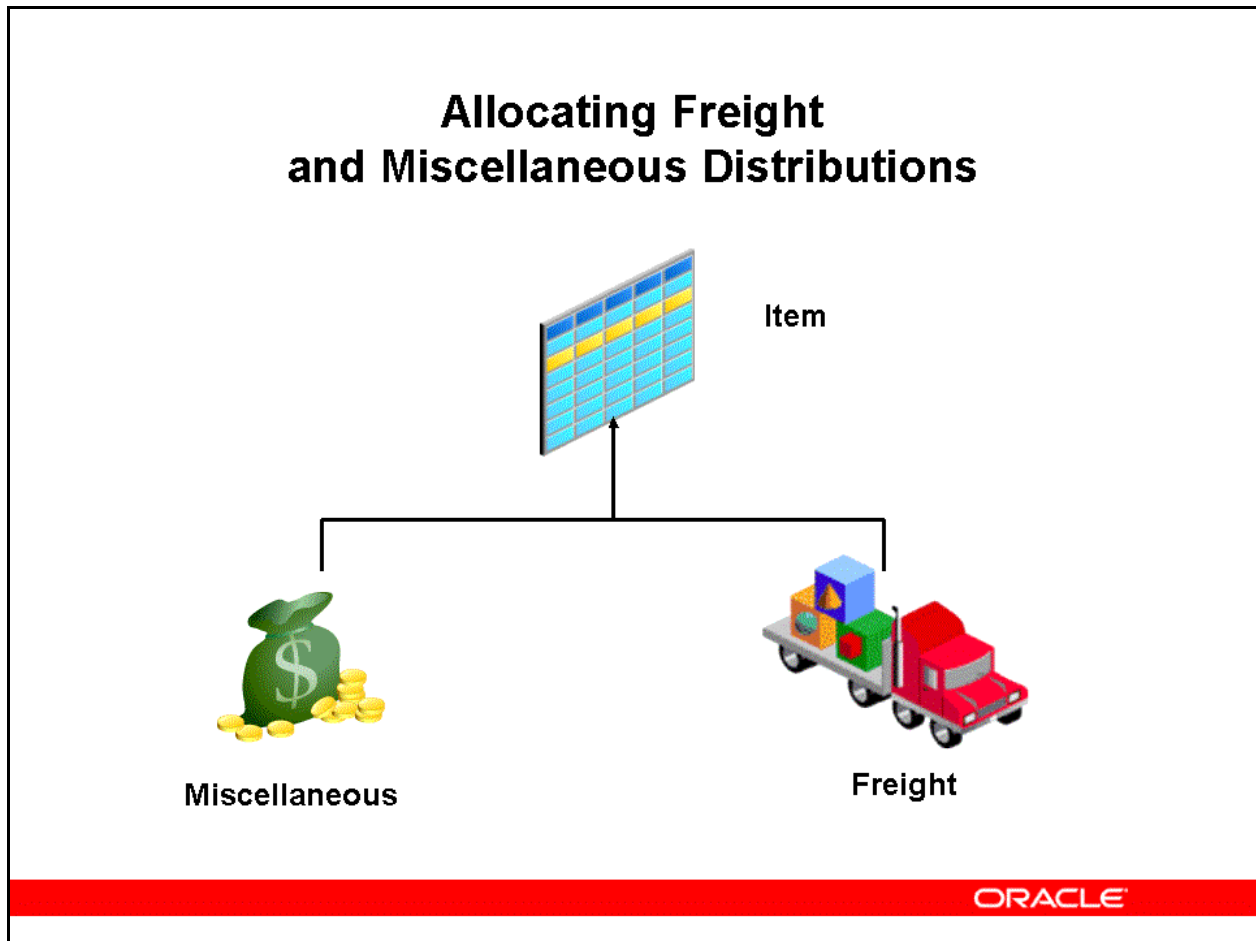 Allocating Freight
and Miscellaneous Distributions
Item
$
Miscellaneous
Freight
ORACLE